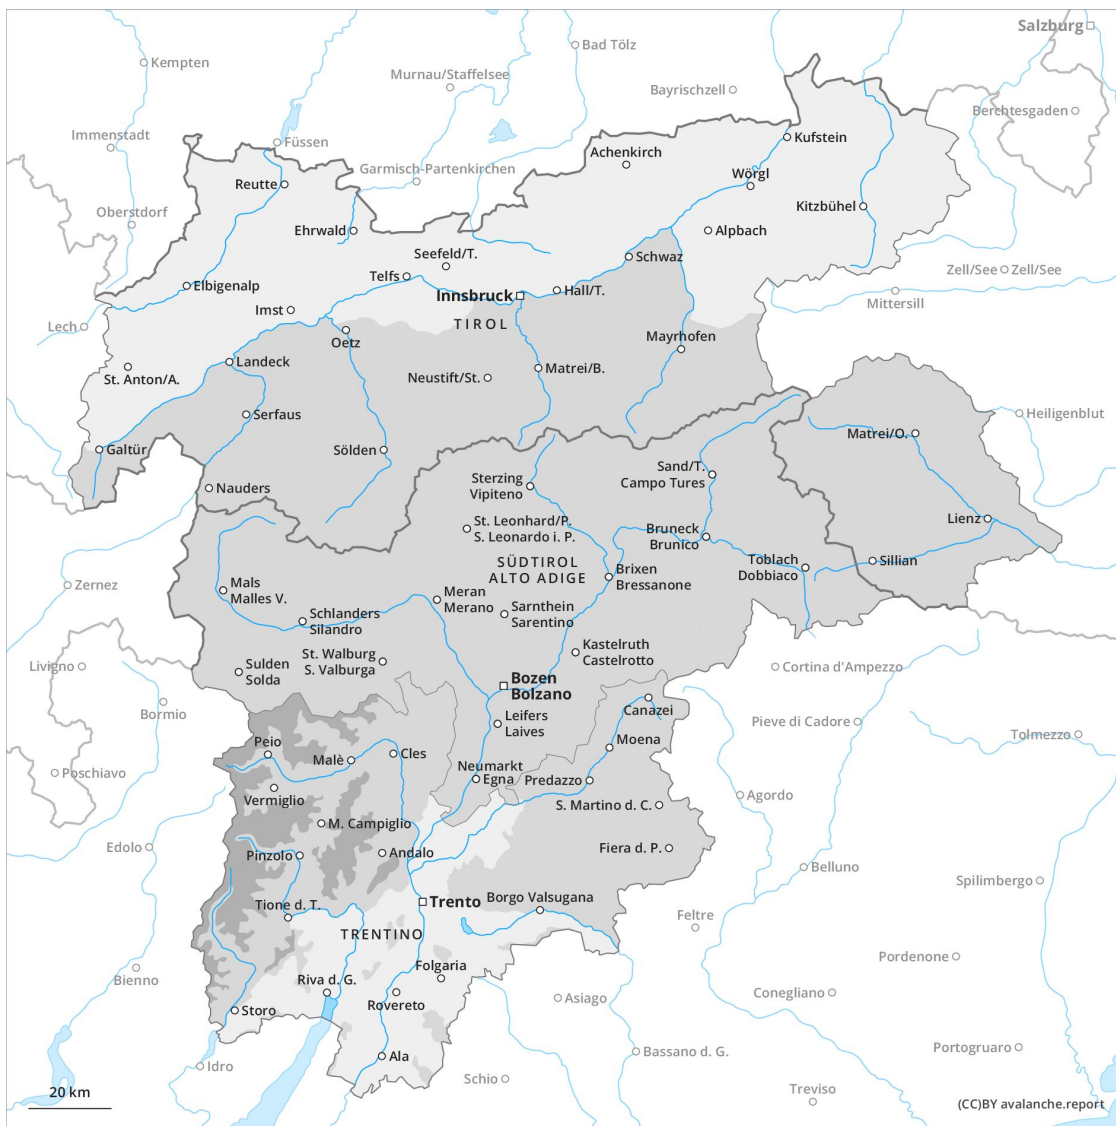 Salzburg
Bad Tölz
Kempten
Murnau/Staffelsee
Bayrischzell
Berchtesgaden
Immenstadt
Füssen
Kufstein
Achenkirch
Garmisch-Partenkirchen
Wörgl
Reutte
Oberstdorf
Kitzbühel
Ehrwald
Alpbach
Seefeld/T.
Schwaz
Telfs
Zell/See
Zell/See
Elbigenalp
Innsbruck
Hall/T.
Mittersill
Imst
TIROL
Lech
Oetz
Mayrhofen
Landeck
Matrei/B.
St. Anton/A.
Neustift/St.
Serfaus
Heiligenblut
Matrei/O.
Galtür
Sölden
Sand/T.
Campo Tures
Sterzing
Vipiteno
Nauders
Lienz
St. Leonhard/P.
S. Leonardo i. P.
Bruneck
Brunico
SÜDTIROL
ALTO ADIGE
Toblach
Dobbiaco
Sillian
Brixen
Bressanone
Zernez
Mals
Malles V.
Meran
Merano
Sarnthein
Sarentino
Schlanders
Silandro
Kastelruth
Castelrotto
St. Walburg
S. Valburga
Livigno
Sulden
Solda
Cortina d'Ampezzo
Bozen
Bolzano
Bormio
Canazei
Leifers
Laives
Pieve di Cadore
Tolmezzo
Peio
Moena
Cles
Malè
Neumarkt
Egna
Poschiavo
Predazzo
Vermiglio
Agordo
S. Martino d. C.
M. Campiglio
Edolo
Pinzolo
Andalo
Fiera d. P.
Belluno
Spilimbergo
Trento
Borgo Valsugana
Tione d. T.
Feltre
TRENTINO
Pordenone
Bienno
Folgaria
Riva d. G.
Rovereto
Conegliano
Asiago
Storo
Portogruaro
Bassano d. G.
Ala
Idro
Schio
Treviso
20 km
(CC)BY avalanche.report